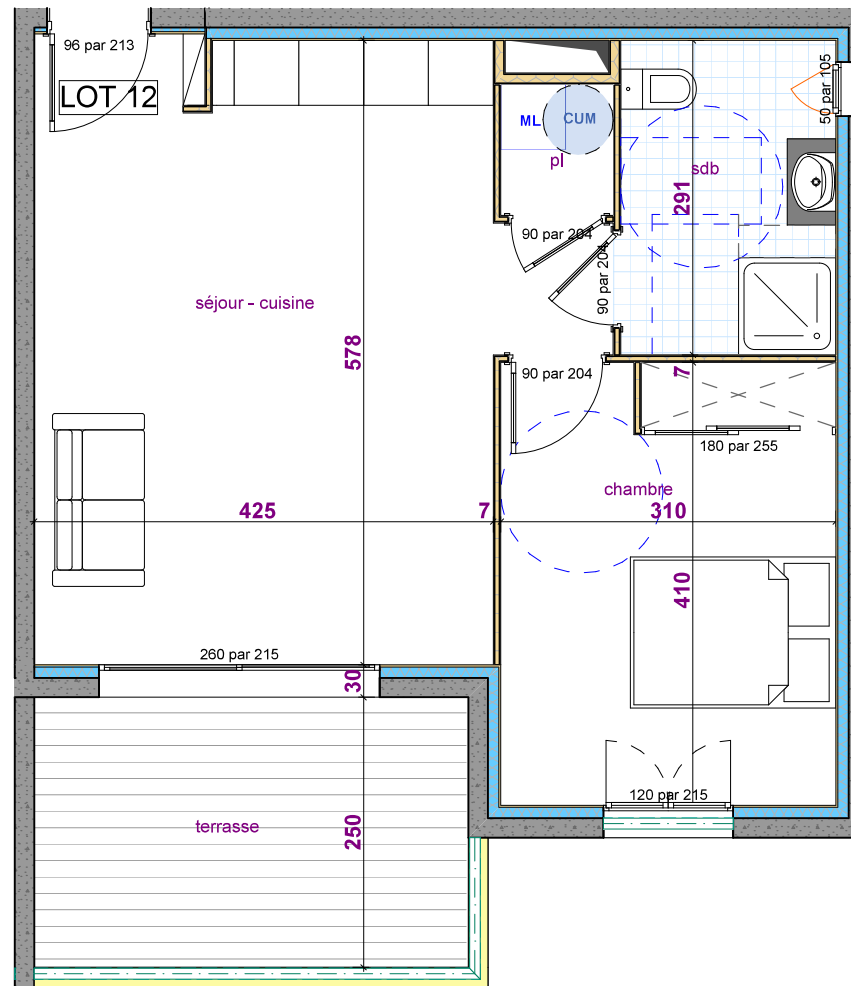 96 par 213
LOT 12
50 par 105
ML
CUM
pl
sdb
291
90 par 204
90 par 204
séjour - cuisine
578
90 par 204
7
180 par 255
chambre
425
7
310
410
260 par 215
30
120 par 215
terrasse
250